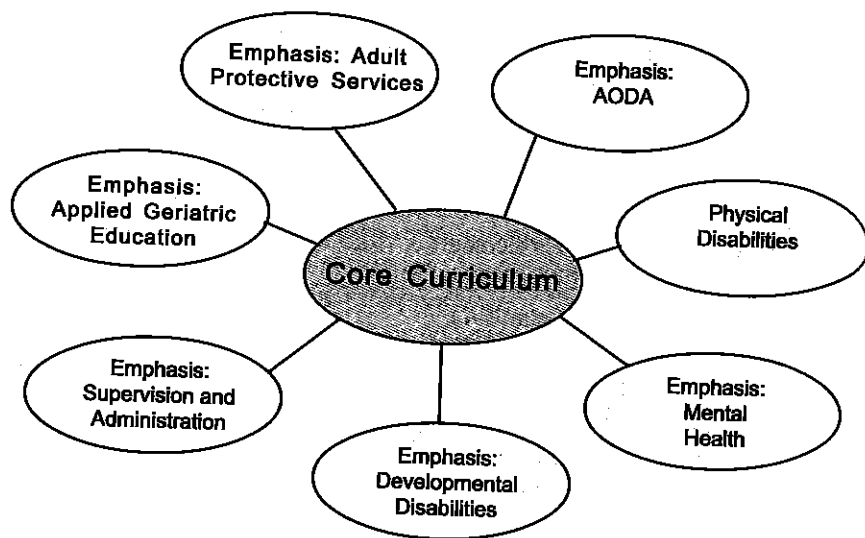 Emphasis: Adult
Protective Services
Emphasis:
AODA
Emphasis:
Applied Geriatric
Education
Physical
Disabilities
Core Curriculum
Emphasis:
Supervision and
Administration
Emphasis:
Mental
Health
Emphasis:
Developmental
Disabilities